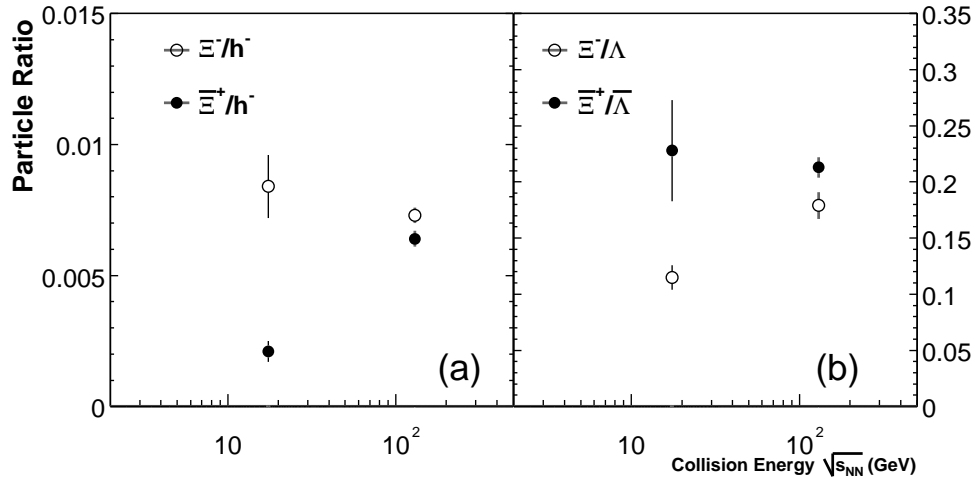 Particle Ratio
0.015
0.01
0.005
0
Ξ⁻/h⁻
Ξ̅⁺/h⁻
(a)
10
10²
Ξ⁻/Λ
Ξ̅⁺/Λ̅
(b)
10
10²
0.35
0.3
0.25
0.2
0.15
0.1
0.05
0
Collision Energy √s_NN (GeV)